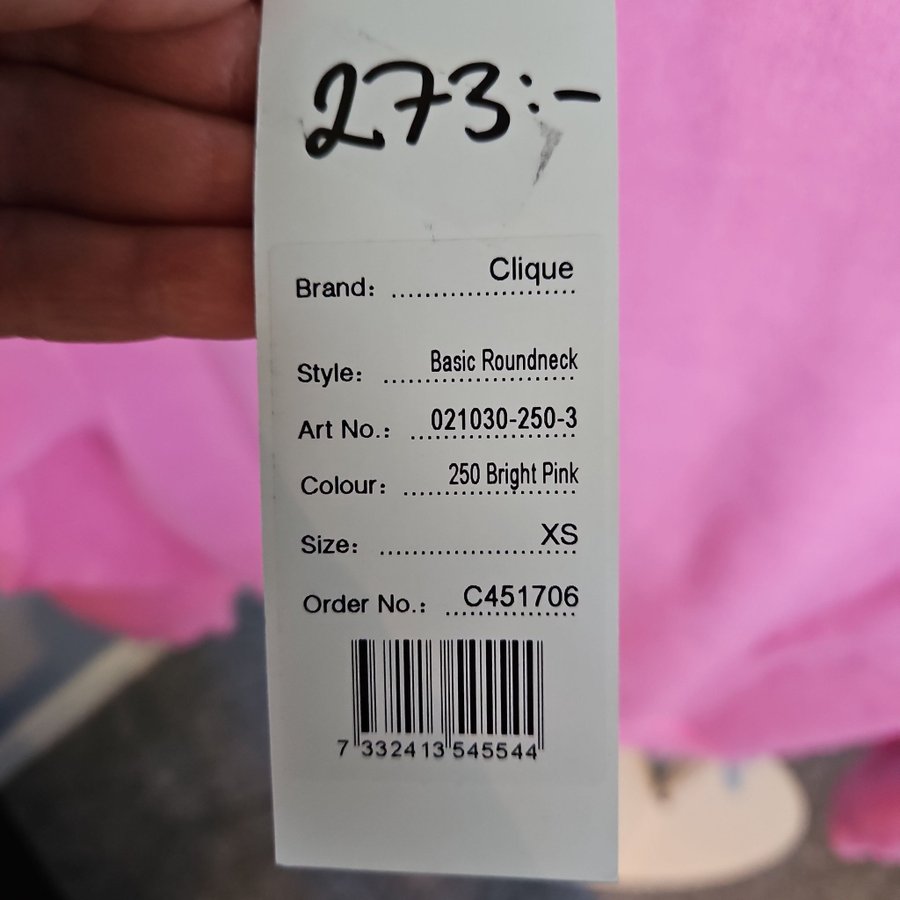 273:-
Brand: Clique
Style: Basic Roundneck
Art No.: 021030-250-3
Colour: 250 Bright Pink
Size: XS
Order No.: C451706
7 332413 545544